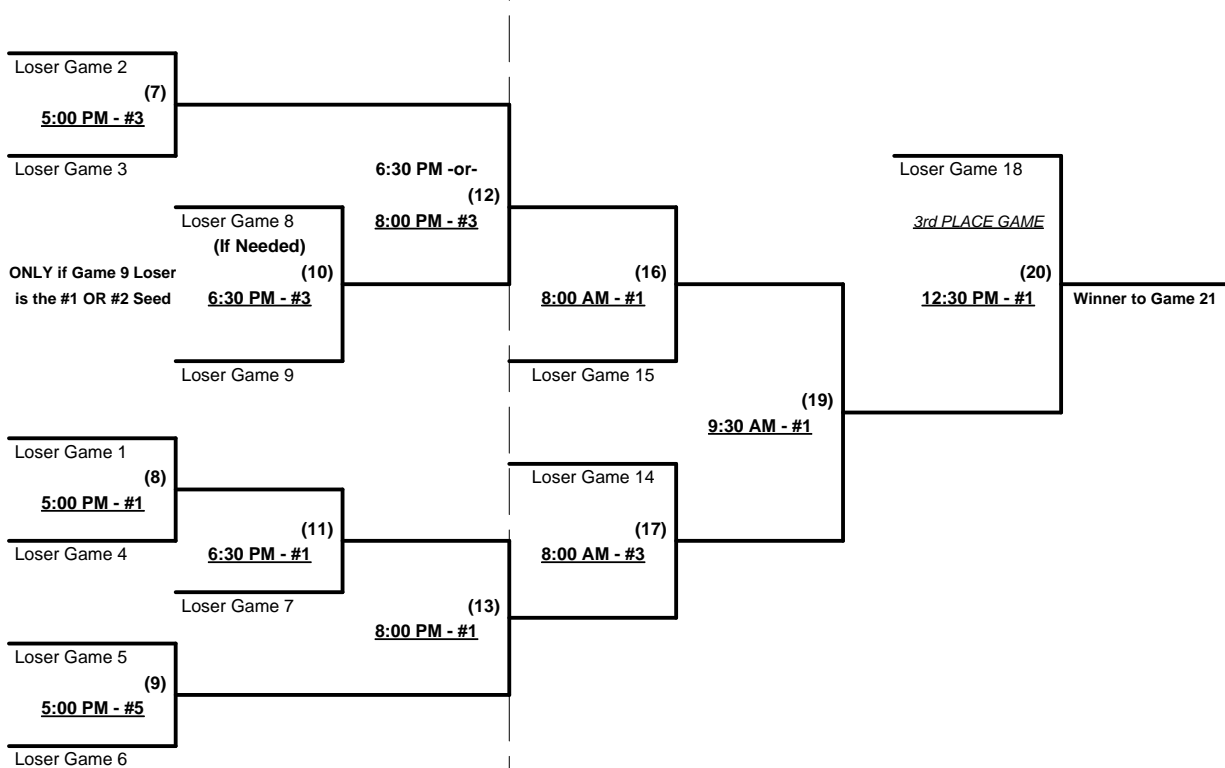 Loser Game 2
(7)
5:00 PM - #3
Loser Game 3
6:30 PM -or-
(12)
8:00 PM - #3
Loser Game 18
3rd PLACE GAME
(20)
12:30 PM - #1
Winner to Game 21
Loser Game 8
(If Needed)
ONLY if Game 9 Loser
is the #1 OR #2 Seed
(10)
6:30 PM - #3
Loser Game 9
(16)
8:00 AM - #1
Loser Game 15
(19)
9:30 AM - #1
Loser Game 1
(8)
5:00 PM - #1
Loser Game 4
(11)
6:30 PM - #1
Loser Game 7
Loser Game 14
(17)
8:00 AM - #3
(13)
8:00 PM - #1
Loser Game 5
(9)
5:00 PM - #5
Loser Game 6